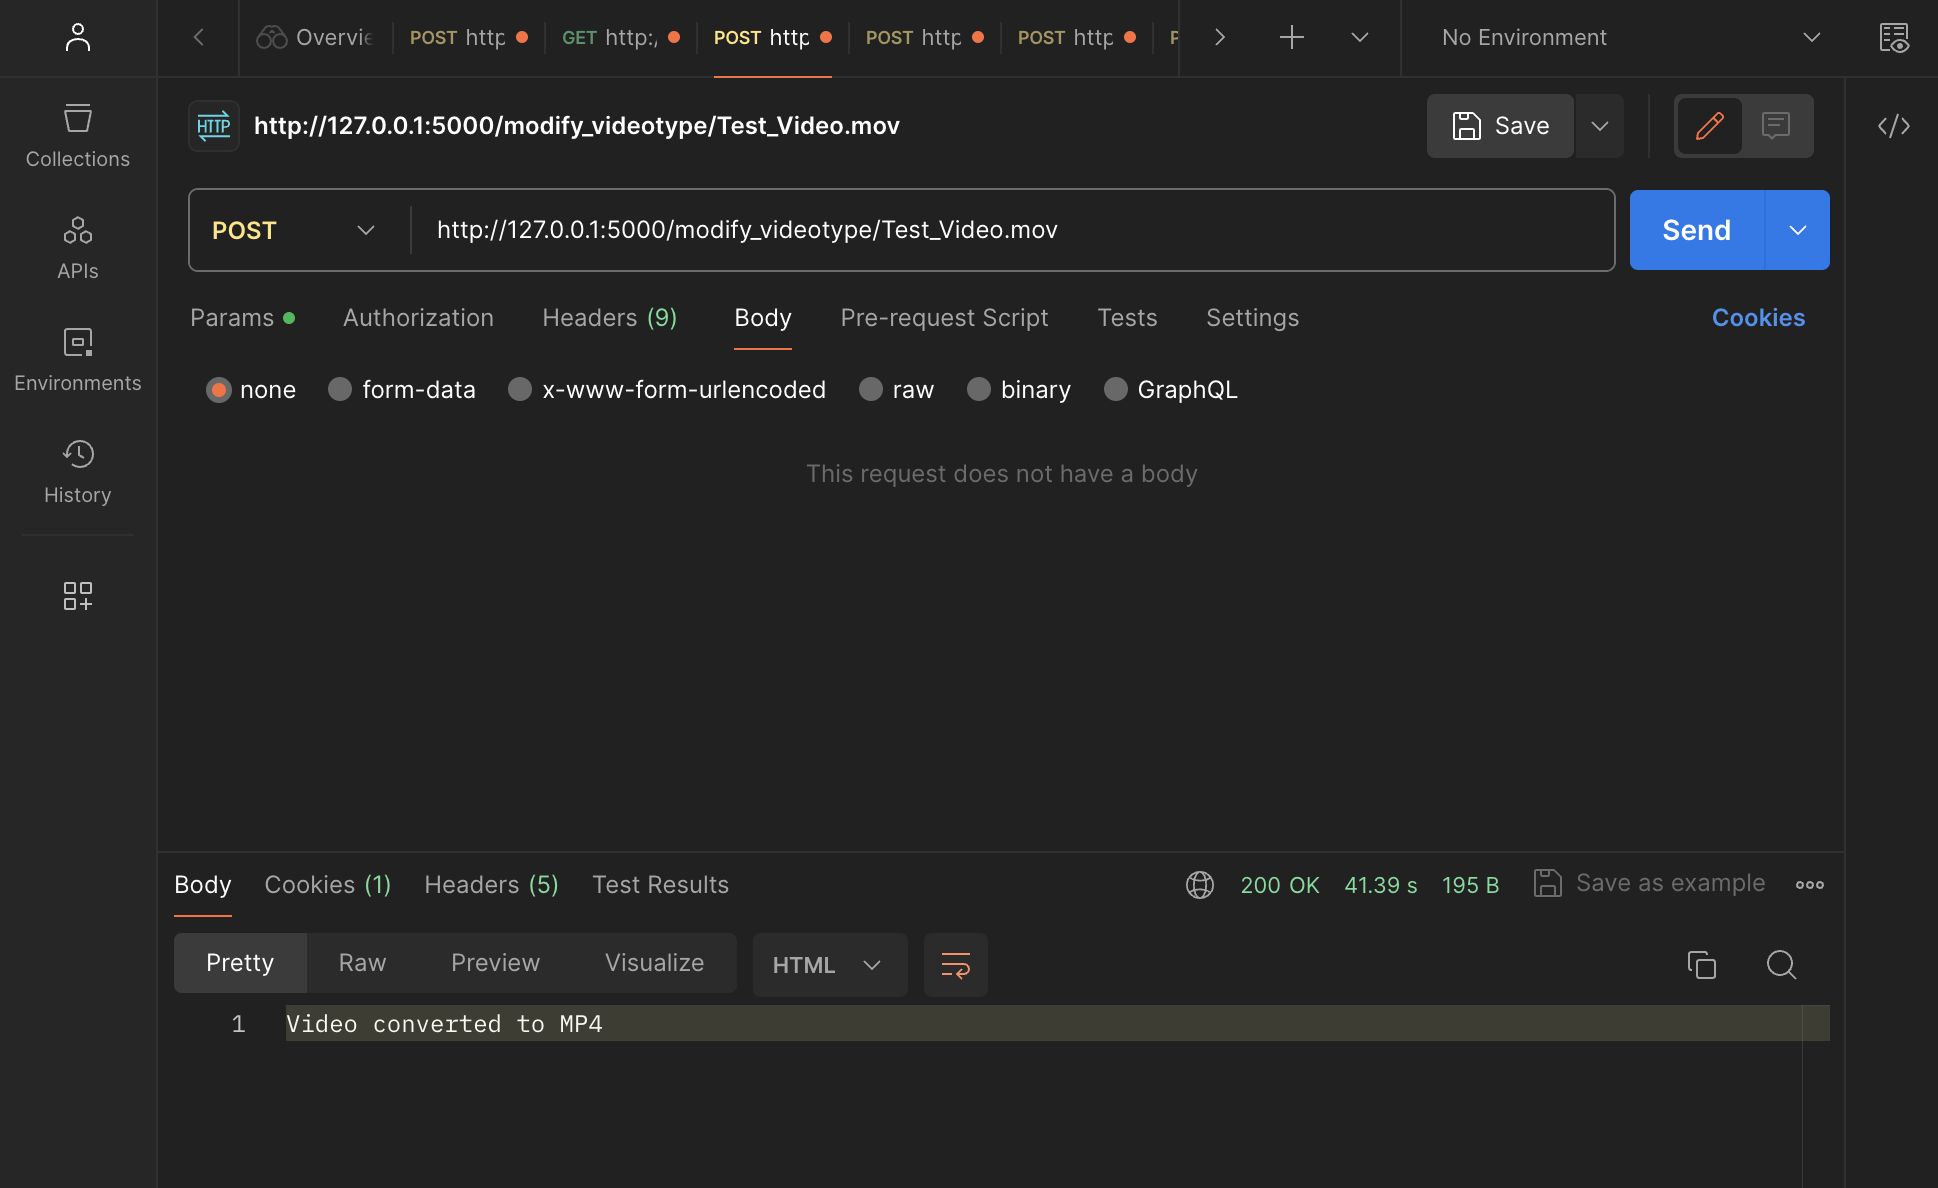 Overvie POST http GET http:/ POST http POST http POST http P No Environment
HTTP http://127.0.0.1:5000/modify_videotype/Test_Video.mov Save
Collections
POST http://127.0.0.1:5000/modify_videotype/Test_Video.mov Send
APIs
Params Authorization Headers (9) Body Pre-request Script Tests Settings Cookies
Environments
none form-data x-www-form-urlencoded raw binary GraphQL
This request does not have a body
History
Body Cookies (1) Headers (5) Test Results 200 OK 41.39 s 195 B Save as example
Pretty Raw Preview Visualize HTML
1 Video converted to MP4